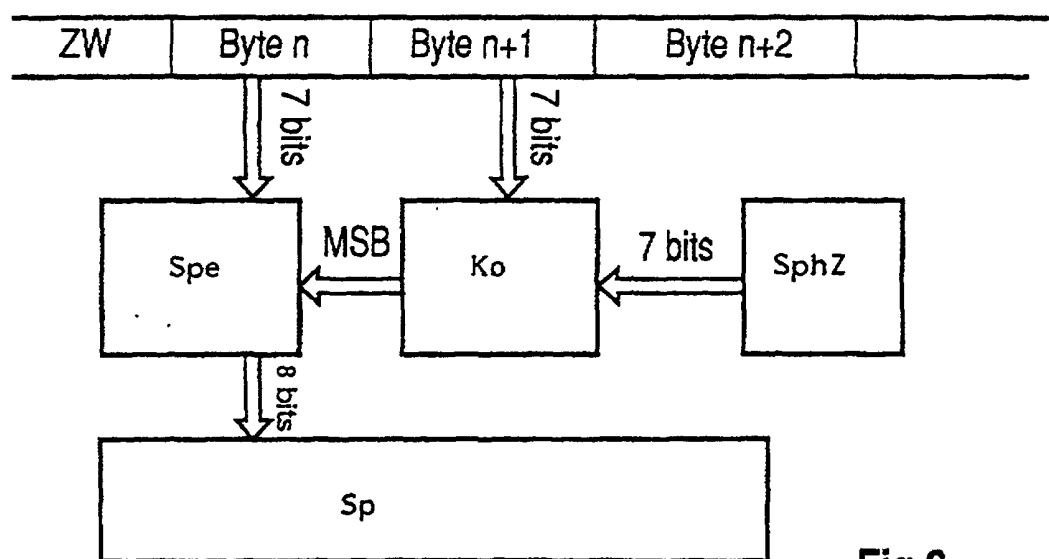 ZW Byte n Byte n+1 Byte n+2
7 bits 7 bits
Spe MSB Ko 7 bits SphZ
8 bits
Sp